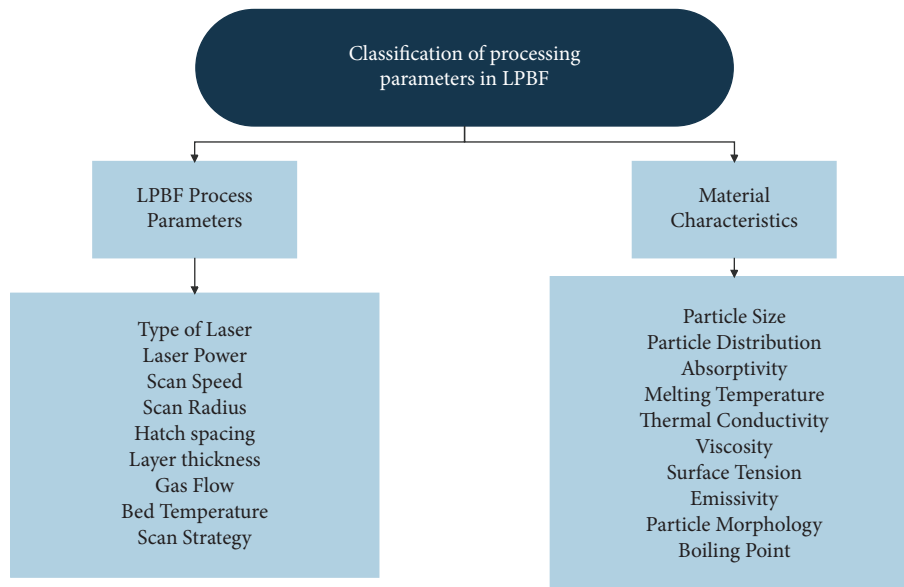 Classification of processing
parameters in LPBF
LPBF Process
Parameters
Material
Characteristics
Type of Laser
Laser Power
Scan Speed
Scan Radius
Hatch spacing
Layer thickness
Gas Flow
Bed Temperature
Scan Strategy
Particle Size
Particle Distribution
Absorptivity
Melting Temperature
Thermal Conductivity
Viscosity
Surface Tension
Emissivity
Particle Morphology
Boiling Point